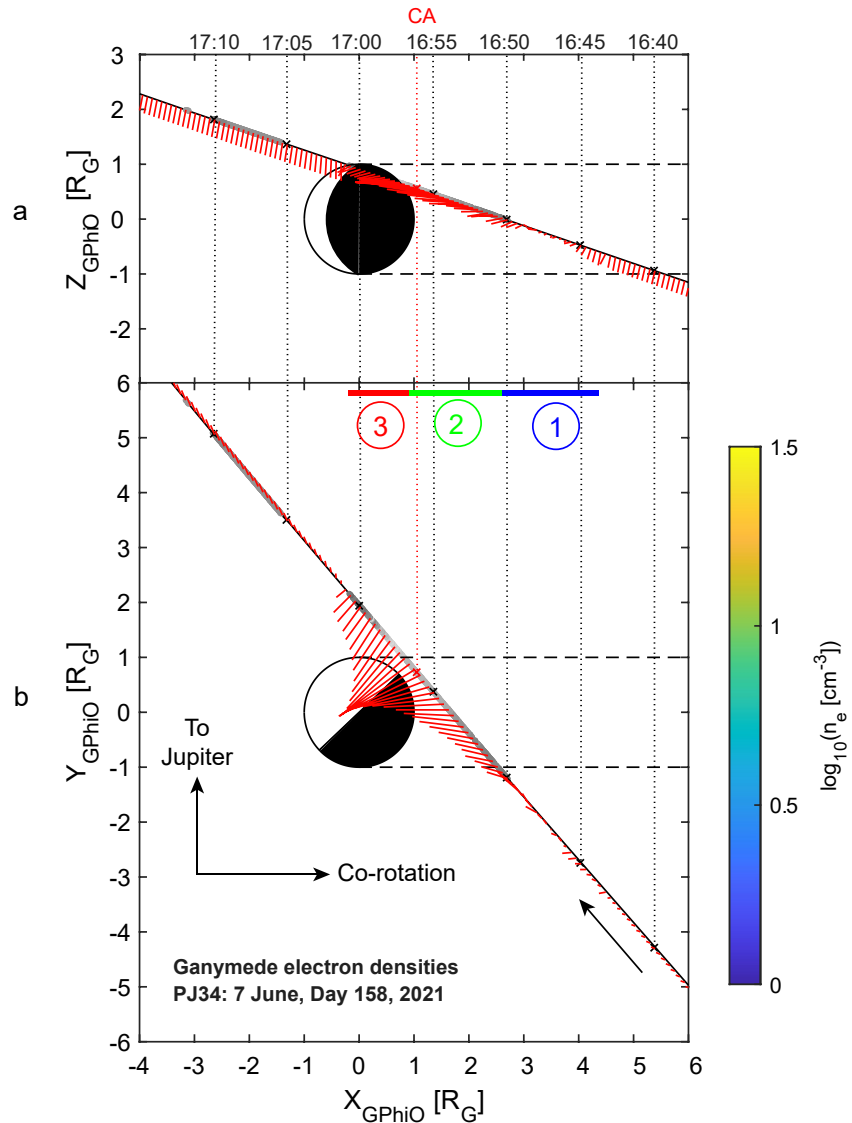 CA
17:10 17:05 17:00 16:55 16:50 16:45 16:40
3
2
1
0
-1
-2
a
Z_GPhiO [R_G]
6
5
4
3
2
1
0
-1
-2
-3
-4
-5
-6
b
Y_GPhiO [R_G]
3 2 1
To
Jupiter
Co-rotation
Ganymede electron densities
PJ34: 7 June, Day 158, 2021
-4 -3 -2 -1 0 1 2 3 4 5 6
X_GPhiO [R_G]
1.5
1
0.5
0
log_10(n_e [cm^-3])